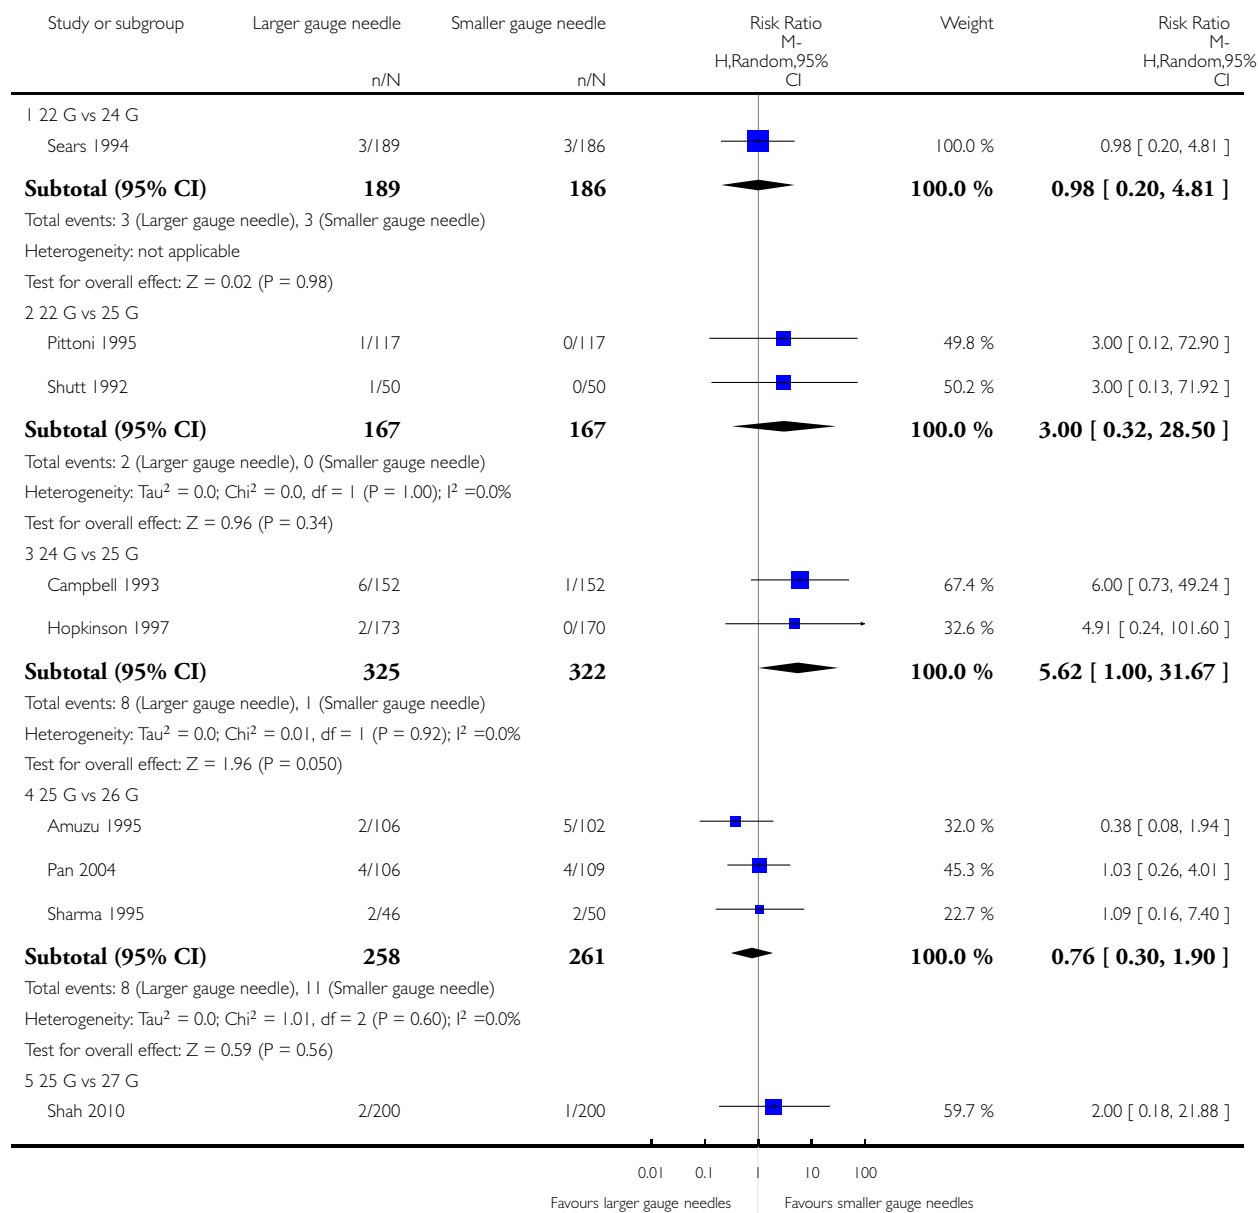 Study or subgroup Larger gauge needle Smaller gauge needle Risk Ratio Weight Risk Ratio
M- M-
H,Random,95% H,Random,95%
n/N n/N CI CI
1 22 G vs 24 G
Sears 1994 3/189 3/186 100.0 % 0.98 [ 0.20, 4.81 ]
Subtotal (95% CI) 189 186 100.0 % 0.98 [ 0.20, 4.81 ]
Total events: 3 (Larger gauge needle), 3 (Smaller gauge needle)
Heterogeneity: not applicable
Test for overall effect: Z = 0.02 (P = 0.98)
2 22 G vs 25 G
Pittoni 1995 1/117 0/117 49.8 % 3.00 [ 0.12, 72.90 ]
Shutt 1992 1/50 0/50 50.2 % 3.00 [ 0.13, 71.92 ]
Subtotal (95% CI) 167 167 100.0 % 3.00 [ 0.32, 28.50 ]
Total events: 2 (Larger gauge needle), 0 (Smaller gauge needle)
Heterogeneity: Tau² = 0.0; Chi² = 0.0, df = 1 (P = 1.00); I² =0.0%
Test for overall effect: Z = 0.96 (P = 0.34)
3 24 G vs 25 G
Campbell 1993 6/152 1/152 67.4 % 6.00 [ 0.73, 49.24 ]
Hopkinson 1997 2/173 0/170 32.6 % 4.91 [ 0.24, 101.60 ]
Subtotal (95% CI) 325 322 100.0 % 5.62 [ 1.00, 31.67 ]
Total events: 8 (Larger gauge needle), 1 (Smaller gauge needle)
Heterogeneity: Tau² = 0.0; Chi² = 0.01, df = 1 (P = 0.92); I² =0.0%
Test for overall effect: Z = 1.96 (P = 0.050)
4 25 G vs 26 G
Amuzu 1995 2/106 5/102 32.0 % 0.38 [ 0.08, 1.94 ]
Pan 2004 4/106 4/109 45.3 % 1.03 [ 0.26, 4.01 ]
Sharma 1995 2/46 2/50 22.7 % 1.09 [ 0.16, 7.40 ]
Subtotal (95% CI) 258 261 100.0 % 0.76 [ 0.30, 1.90 ]
Total events: 8 (Larger gauge needle), 11 (Smaller gauge needle)
Heterogeneity: Tau² = 0.0; Chi² = 1.01, df = 2 (P = 0.60); I² =0.0%
Test for overall effect: Z = 0.59 (P = 0.56)
5 25 G vs 27 G
Shah 2010 2/200 1/200 59.7 % 2.00 [ 0.18, 21.88 ]
0.01 0.1 1 10 100
Favours larger gauge needles Favours smaller gauge needles